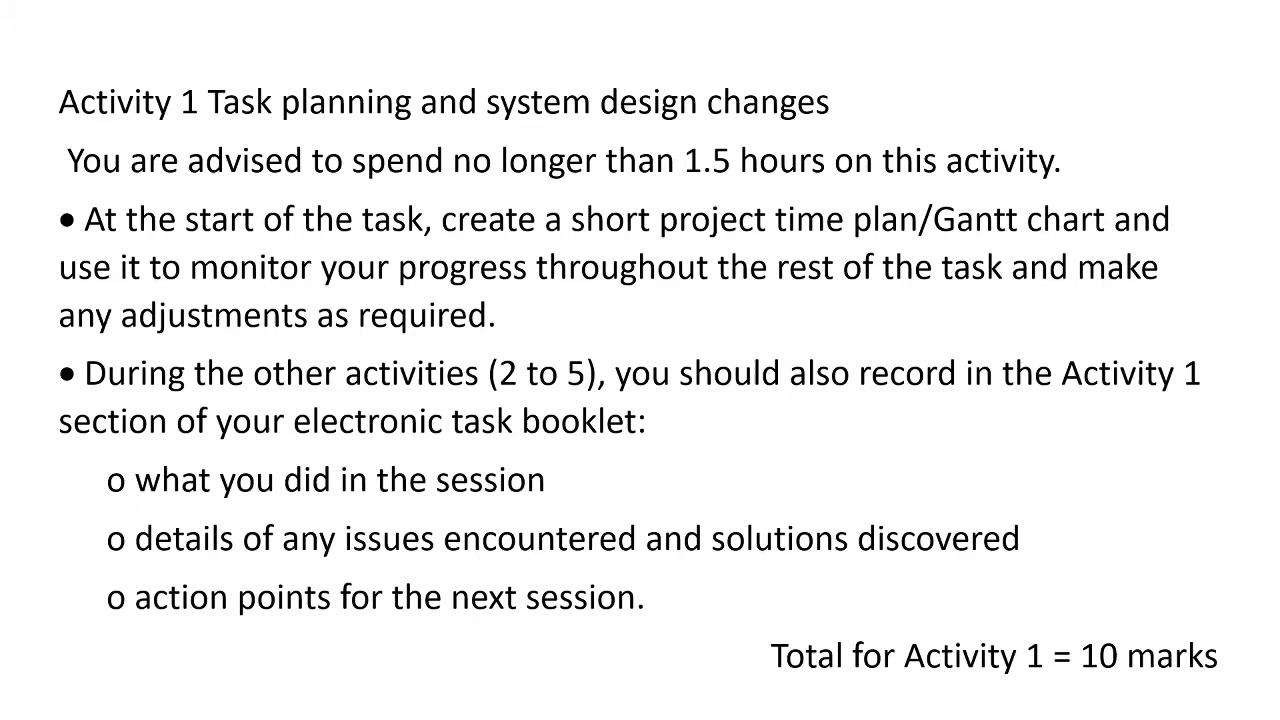 Activity 1 Task planning and system design changes
You are advised to spend no longer than 1.5 hours on this activity.
• At the start of the task, create a short project time plan/Gantt chart and
use it to monitor your progress throughout the rest of the task and make
any adjustments as required.
• During the other activities (2 to 5), you should also record in the Activity 1
section of your electronic task booklet:
o what you did in the session
o details of any issues encountered and solutions discovered
o action points for the next session.
Total for Activity 1 = 10 marks